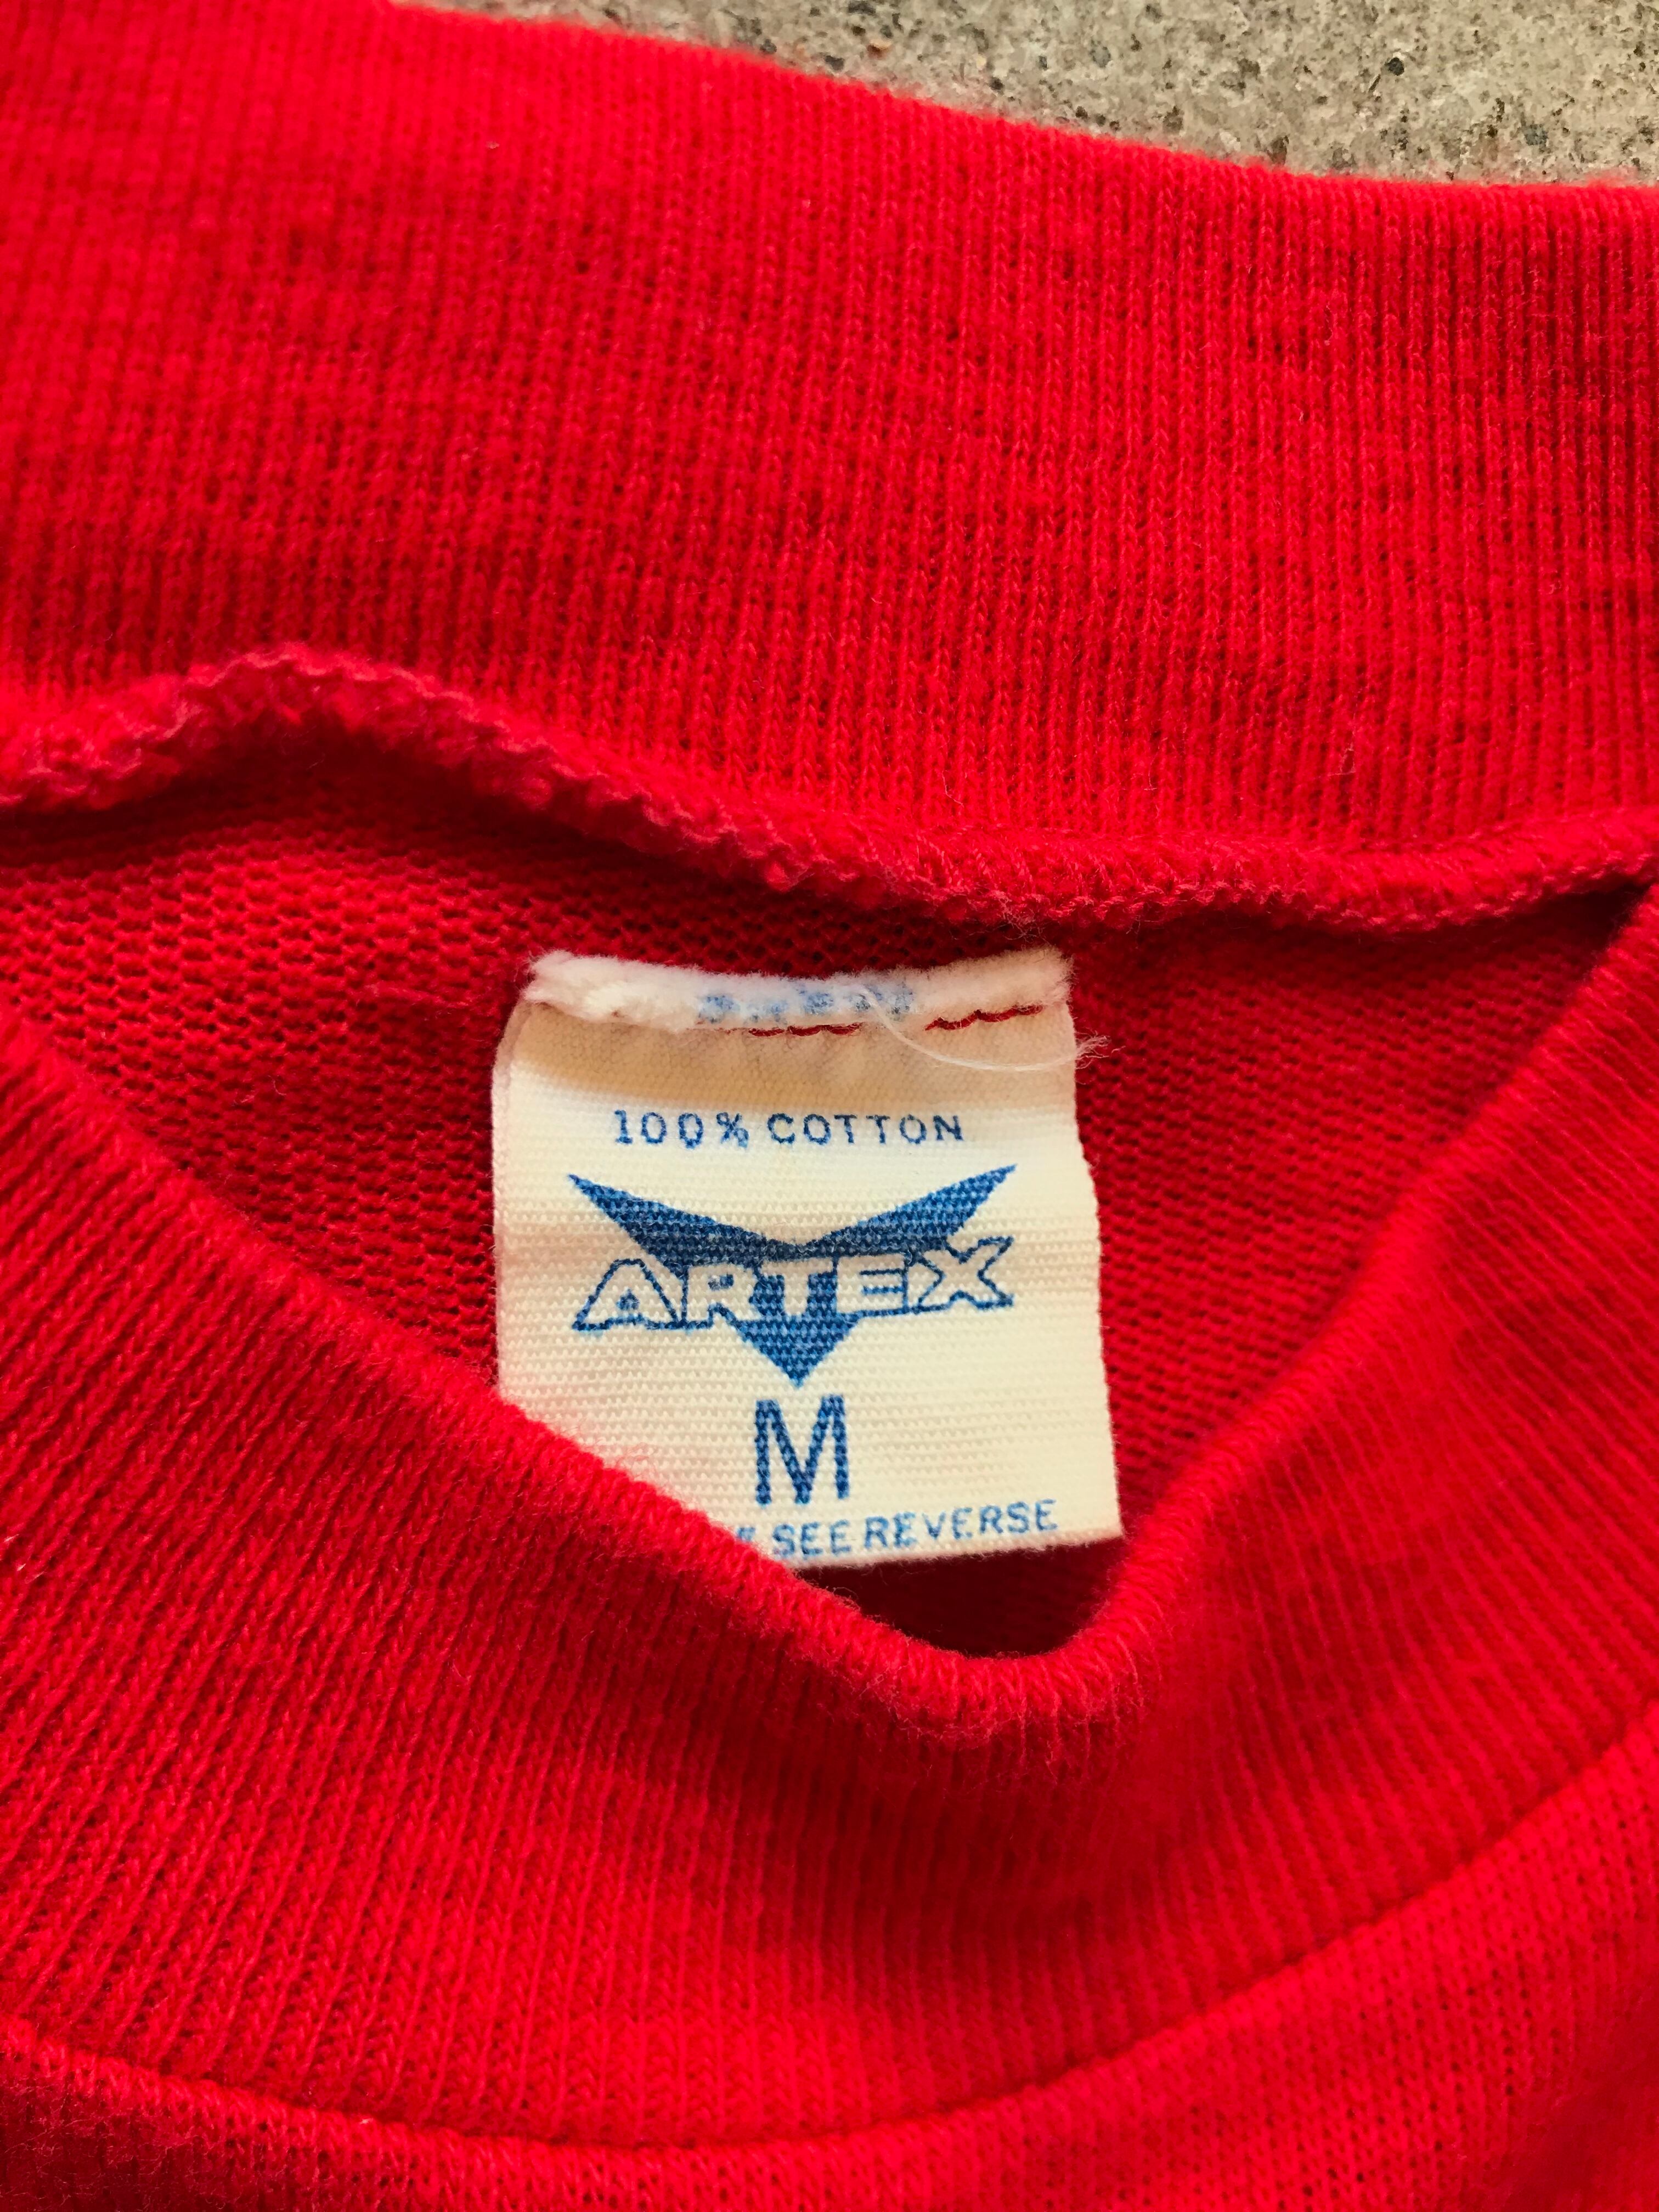 100% COTTON
ARTEX
M
SEE REVERSE